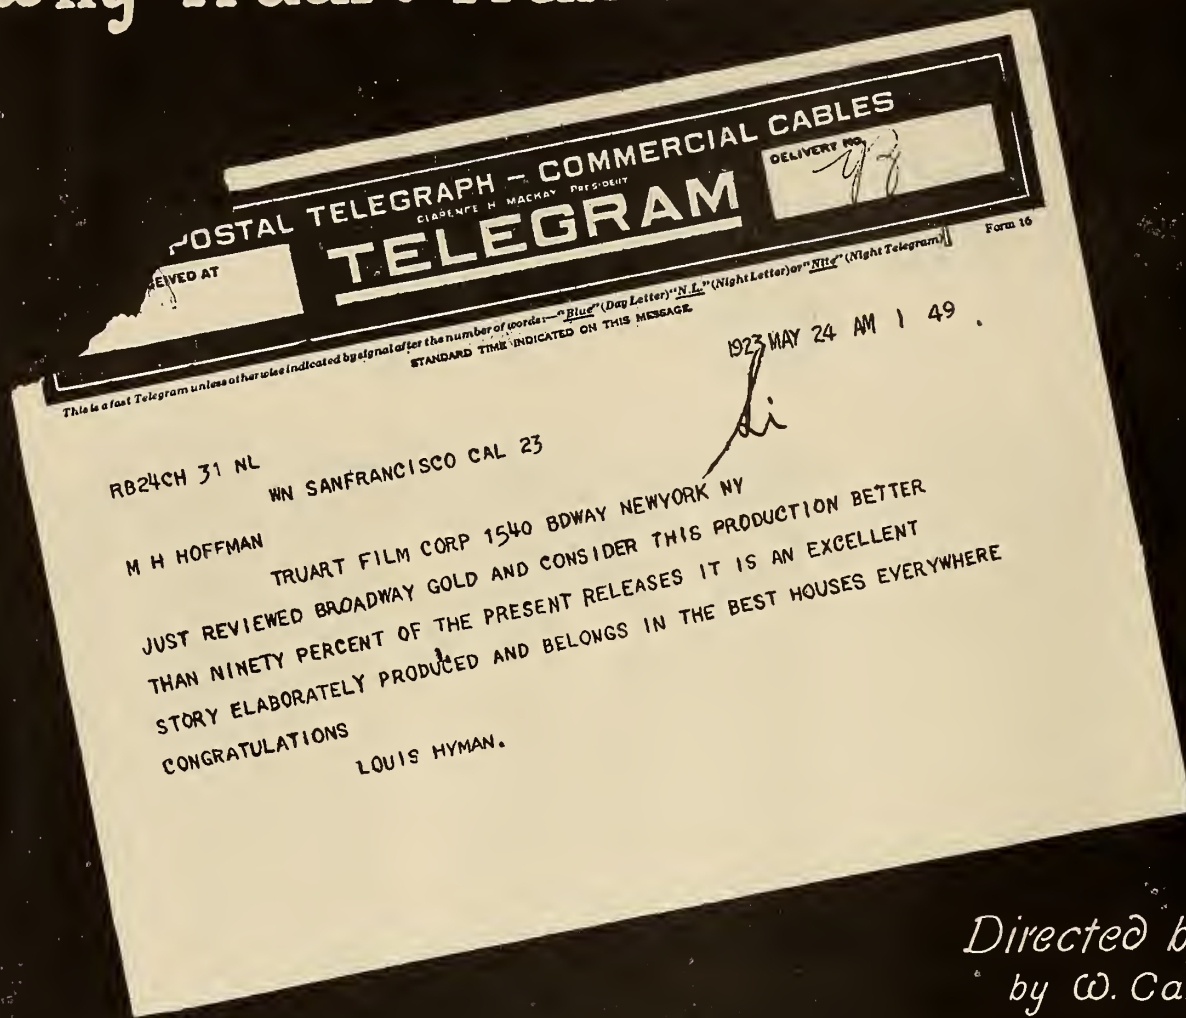 Why Truart
POSTAL TELEGRAPH – COMMERCIAL CABLES
CLARENCE H. MACKAY, PRESIDENT
EIVED AT
TELEGRAM
DELIVERY NO.
This is a fast Telegram unless otherwise indicated by signal after the number of words:—"Blue" (Day Letter) "N.L." (Night Letter) or "Nite" (Night Telegram)
Form 16
STANDARD TIME INDICATED ON THIS MESSAGE
1923 MAY 24 AM 1 49
RB24CH 31 NL
WN SANFRANCISCO CAL 23
M H HOFFMAN
TRUART FILM CORP 1540 BDWAY NEWYORK NY
JUST REVIEWED BROADWAY GOLD AND CONSIDER THIS PRODUCTION BETTER
THAN NINETY PERCENT OF THE PRESENT RELEASES IT IS AN EXCELLENT
STORY ELABORATELY PRODUCED AND BELONGS IN THE BEST HOUSES EVERYWHERE
CONGRATULATIONS
LOUIS HYMAN.
Directed b
by W. Ca